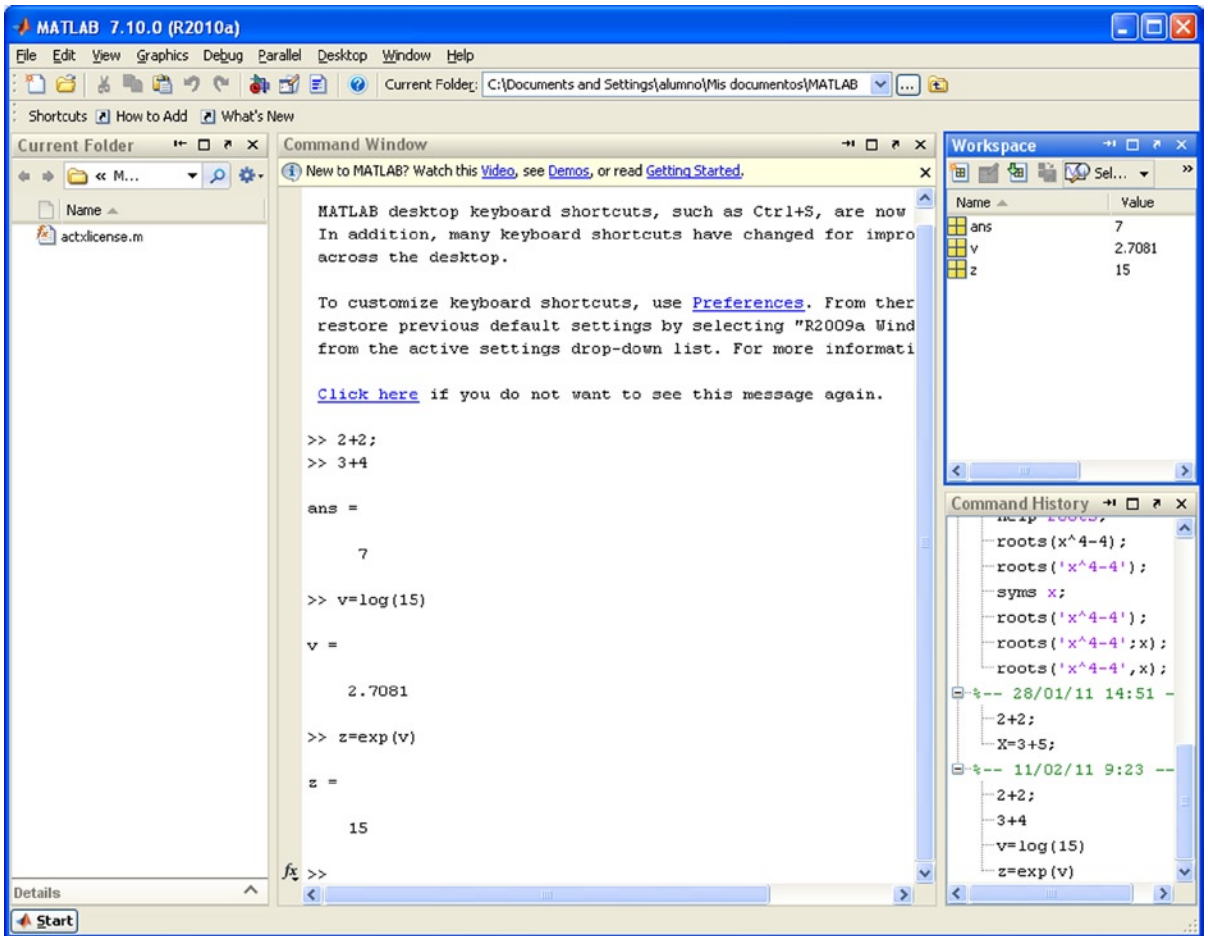 MATLAB 7.10.0 (R2010a)
File Edit View Graphics Debug Parallel Desktop Window Help
Current Folder: C:\Documents and Settings\alumno\Mis documentos\MATLAB ...
Shortcuts How to Add What's New
Current Folder
« M...
Name
actxlicense.m
Details
Command Window
New to MATLAB? Watch this Video, see Demos, or read Getting Started.
MATLAB desktop keyboard shortcuts, such as Ctrl+S, are now
In addition, many keyboard shortcuts have changed for impro
across the desktop.
To customize keyboard shortcuts, use Preferences. From ther
restore previous default settings by selecting "R2009a Wind
from the active settings drop-down list. For more informati
Click here if you do not want to see this message again.
>> 2+2;
>> 3+4
ans =
7
>> v=log(15)
v =
2.7081
>> z=exp(v)
z =
15
fx >>
Workspace
Sel... »
Name Value
ans 7
v 2.7081
z 15
Command History
help roots;
roots(x^4-4);
roots('x^4-4');
syms x;
roots('x^4-4');
roots('x^4-4';x);
roots('x^4-4',x);
%-- 28/01/11 14:51 -
2+2;
X=3+5;
%-- 11/02/11 9:23 --
2+2;
3+4
v=log(15)
z=exp(v)
Start